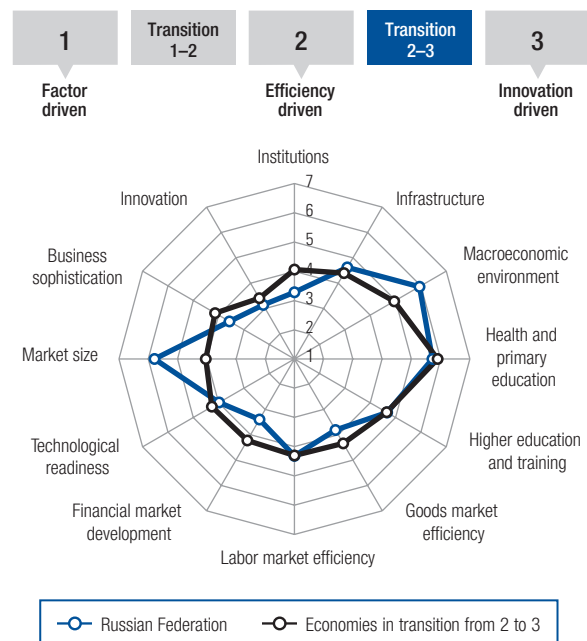 1
Transition
1–2
2
Transition
2–3
3
Factor
driven
Efficiency
driven
Innovation
driven
Institutions
Innovation
Infrastructure
Business
sophistication
Macroeconomic
environment
Market size
Health and
primary
education
Technological
readiness
Higher education
and training
Financial market
development
Goods market
efficiency
Labor market efficiency
7
6
5
4
3
2
1
Russian Federation
Economies in transition from 2 to 3